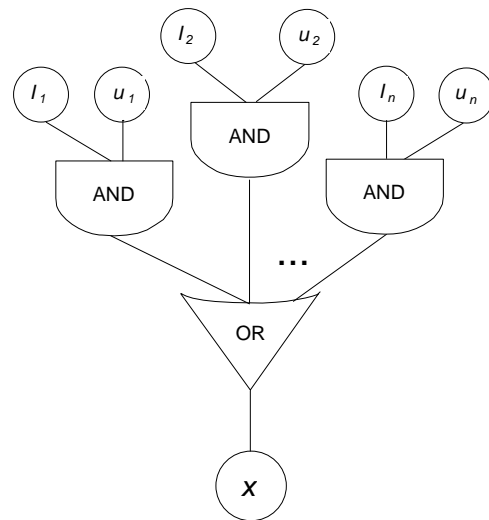 I₂ u₂
I₁ u₁ Iₙ uₙ
AND
AND AND
...
OR
x